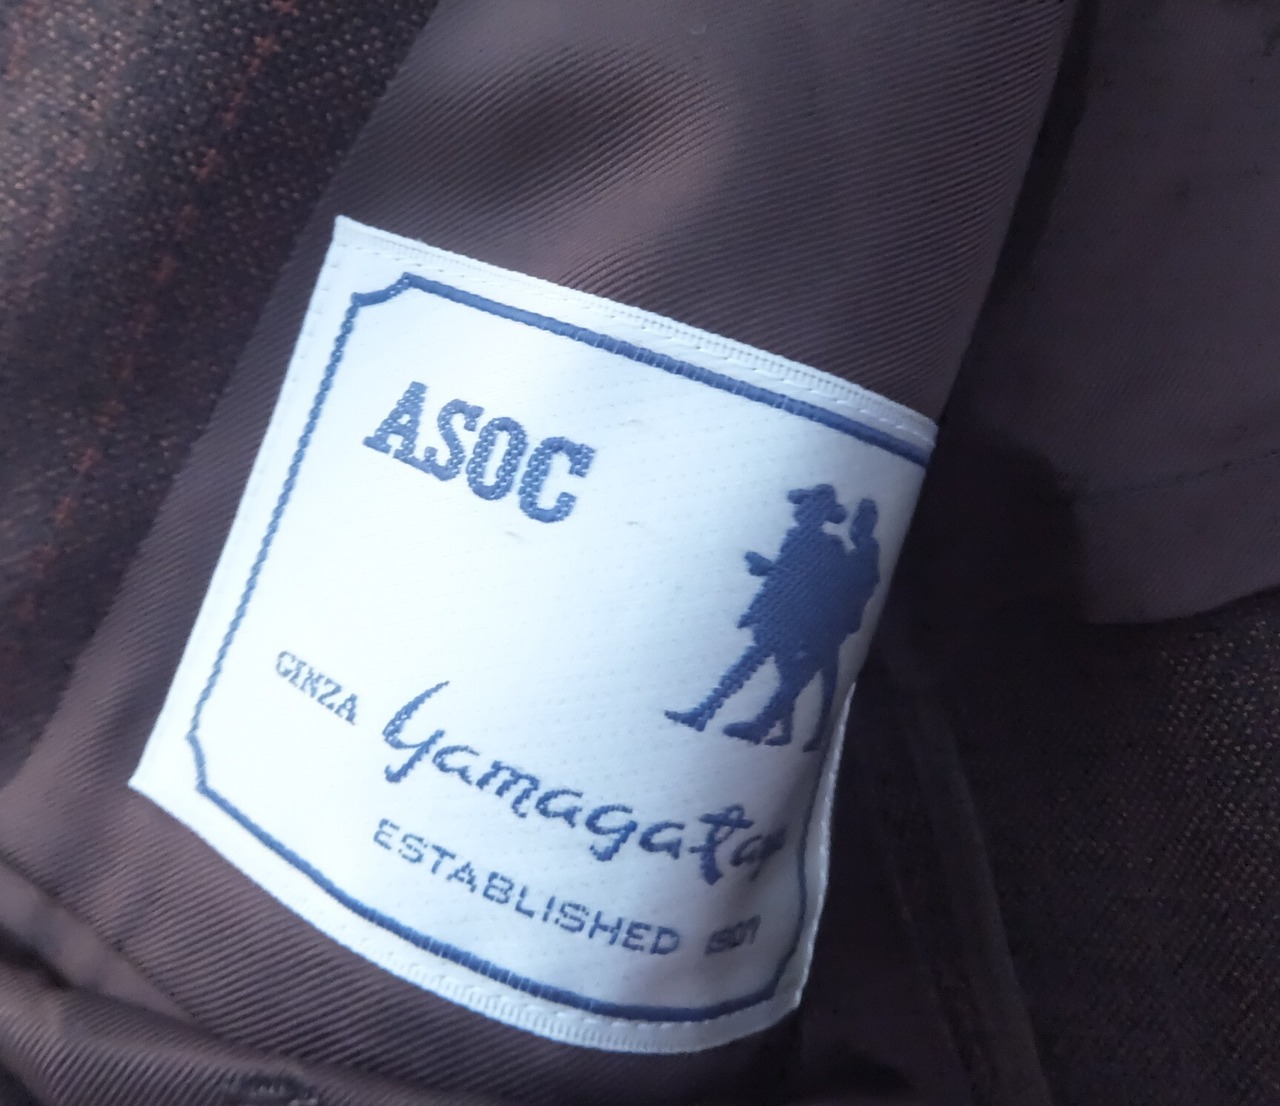 ASOC
GINZA Yamagataya
ESTABLISHED 1907